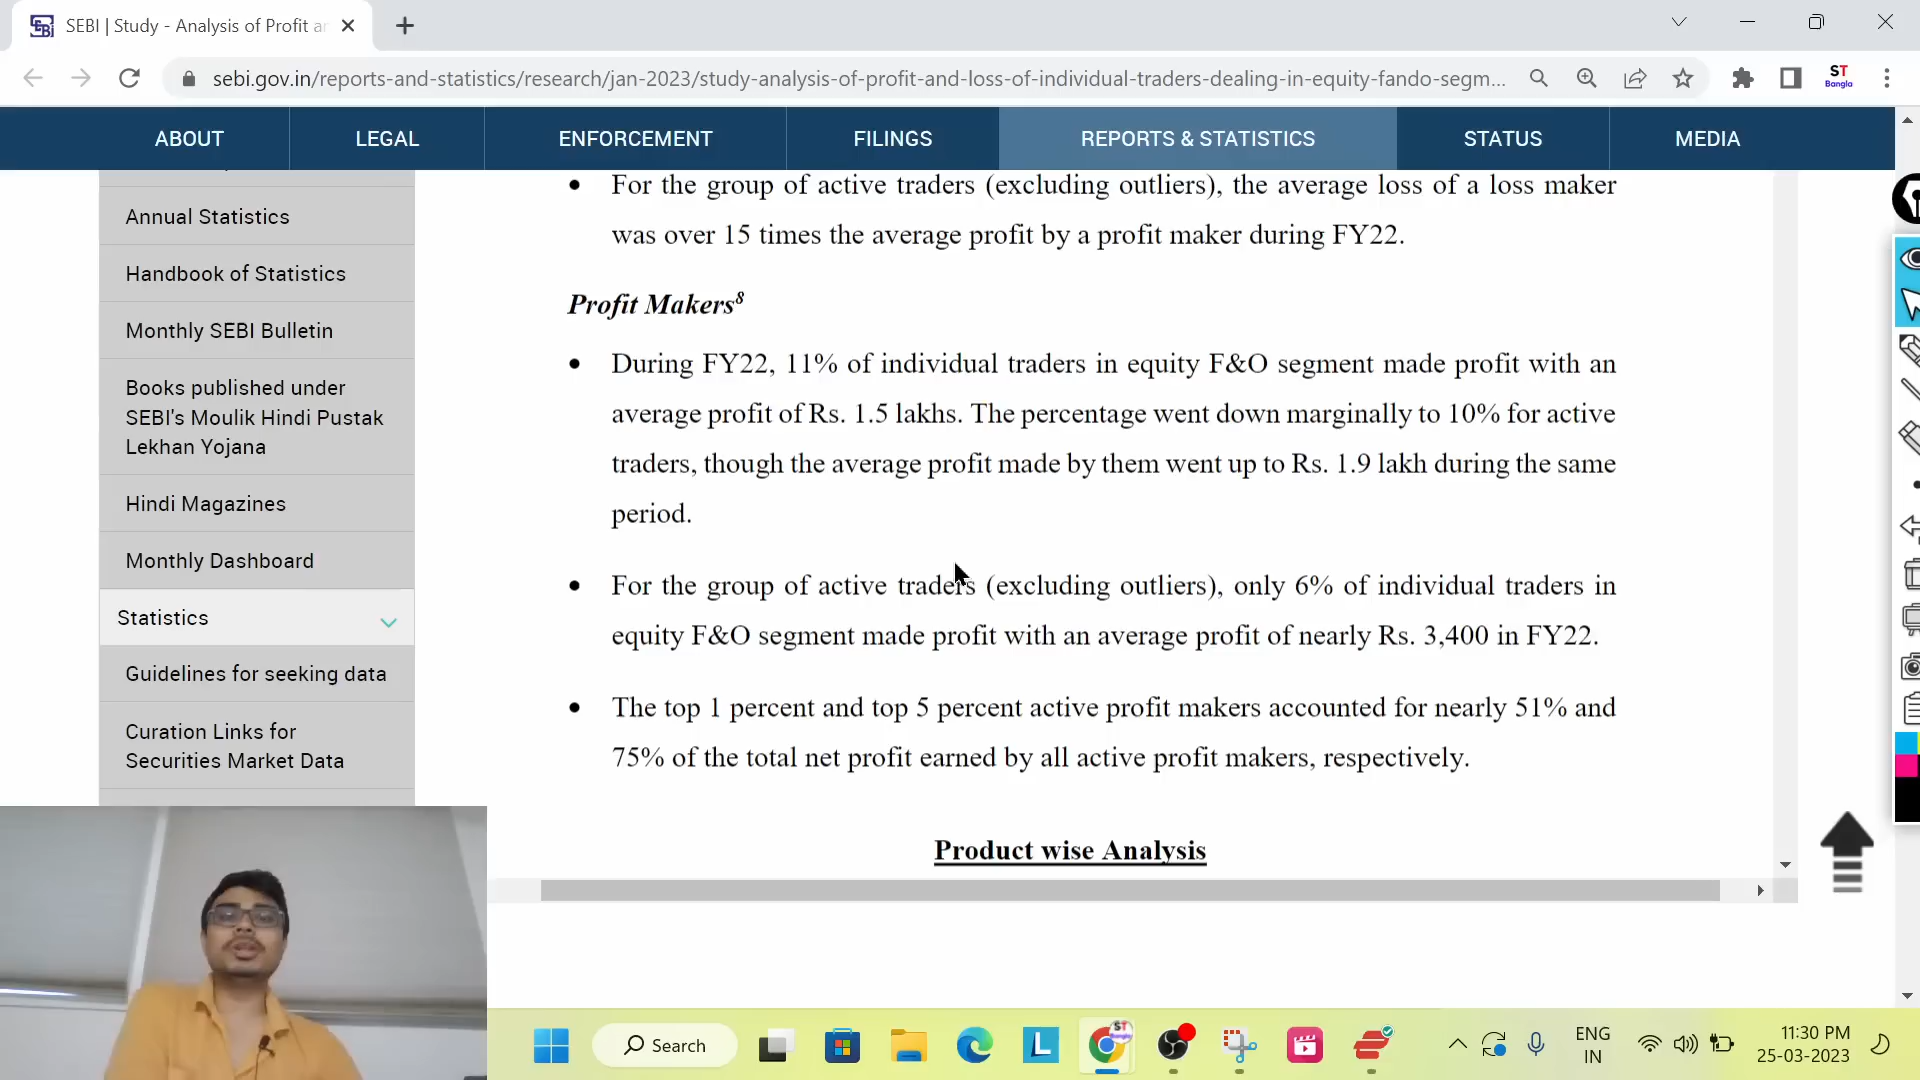 SEBI | Study - Analysis of Profit a
sebi.gov.in/reports-and-statistics/research/jan-2023/study-analysis-of-profit-and-loss-of-individual-traders-dealing-in-equity-fando-segm...
ST
Bangla
ABOUT
LEGAL
ENFORCEMENT
FILINGS
REPORTS & STATISTICS
STATUS
MEDIA
Annual Statistics
Handbook of Statistics
Monthly SEBI Bulletin
Books published under
SEBI's Moulik Hindi Pustak
Lekhan Yojana
Hindi Magazines
Monthly Dashboard
Statistics
Guidelines for seeking data
Curation Links for
Securities Market Data
• For the group of active traders (excluding outliers), the average loss of a loss maker
was over 15 times the average profit by a profit maker during FY22.
Profit Makers8
• During FY22, 11% of individual traders in equity F&O segment made profit with an
average profit of Rs. 1.5 lakhs. The percentage went down marginally to 10% for active
traders, though the average profit made by them went up to Rs. 1.9 lakh during the same
period.
• For the group of active traders (excluding outliers), only 6% of individual traders in
equity F&O segment made profit with an average profit of nearly Rs. 3,400 in FY22.
• The top 1 percent and top 5 percent active profit makers accounted for nearly 51% and
75% of the total net profit earned by all active profit makers, respectively.
Product wise Analysis
Search
L
ST
Bangla
ENG
IN
11:30 PM
25-03-2023